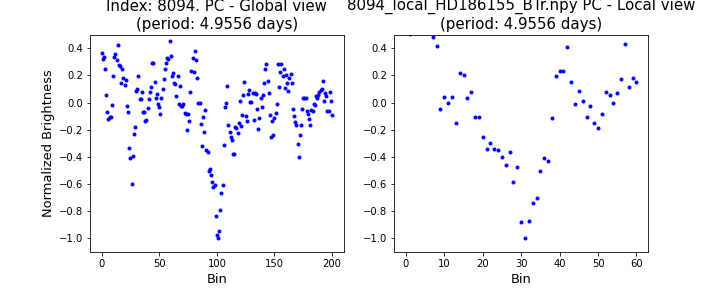 Index: 8094. PC - Global view
(period: 4.9556 days)
8094_local_HD186155_BTr.npy PC - Local view
(period: 4.9556 days)
Normalized Brightness
0.4
0.2
0.0
−0.2
−0.4
−0.6
−0.8
−1.0
0 50 100 150 200
Bin
0.4
0.2
0.0
−0.2
−0.4
−0.6
−0.8
−1.0
0 10 20 30 40 50 60
Bin